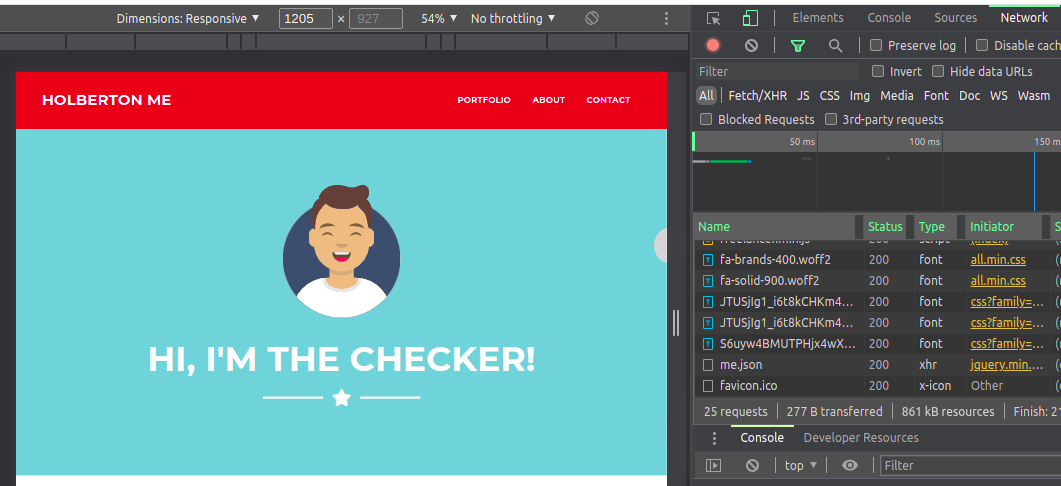 Dimensions: Responsive ▼ 1205 × 927 54% ▼ No throttling ▼
Elements Console Sources Network
Preserve log Disable cach
HOLBERTON ME PORTFOLIO ABOUT CONTACT
HI, I'M THE CHECKER!
Filter Invert Hide data URLs
All Fetch/XHR JS CSS Img Media Font Doc WS Wasm
Blocked Requests 3rd-party requests
50 ms 100 ms 150 m
Name Status Type Initiator S
200 script (index)
fa-brands-400.woff2 200 font all.min.css (
fa-solid-900.woff2 200 font all.min.css (
JTUSJIg1_i6t8kCHKm4... 200 font css?family=... (
JTUSJIg1_i6t8kCHKm4... 200 font css?family=... (
S6uyw4BMUTPHjx4wX... 200 font css?family=... (
me.json 200 xhr jquery.min.... (
favicon.ico 200 x-icon Other (
25 requests 277 B transferred 861 kB resources Finish: 21
Console Developer Resources
top ▼ Filter